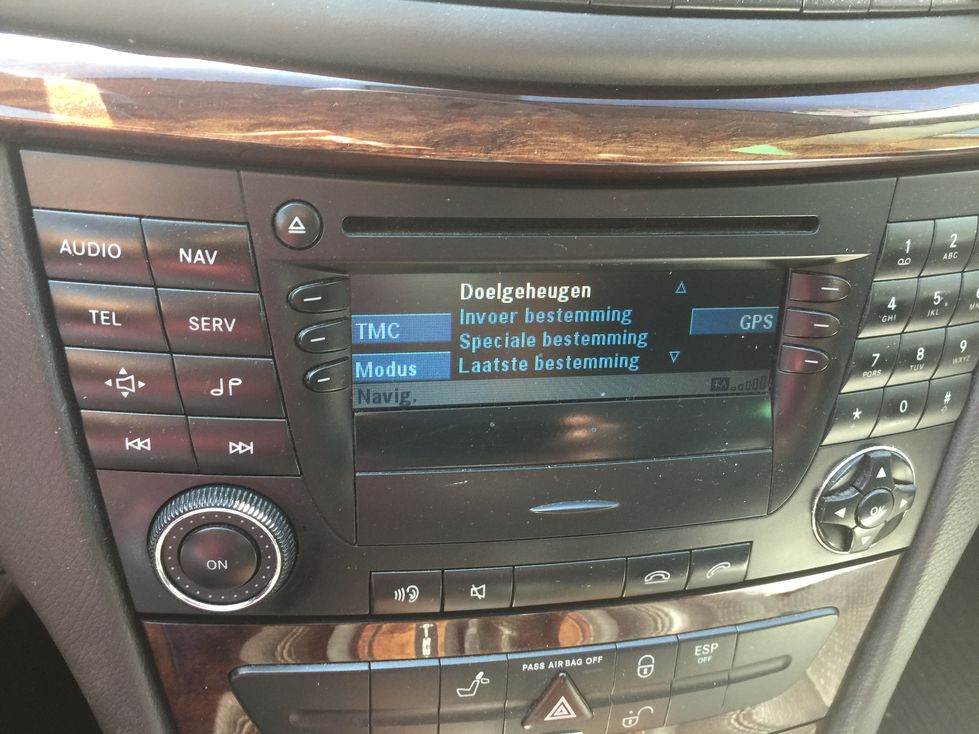 AUDIO
NAV
TEL
SERV
Doelgeheugen
Invoer bestemming
Speciale bestemming
Laatste bestemming
TMC
Modus
GPS
Navig.
1
2 ABC
4 GHI
5 JKL
7 PQRS
8 TUV
9 WXYZ
*
0
#
ON
OK
PASS AIR BAG OFF
ESP
OFF